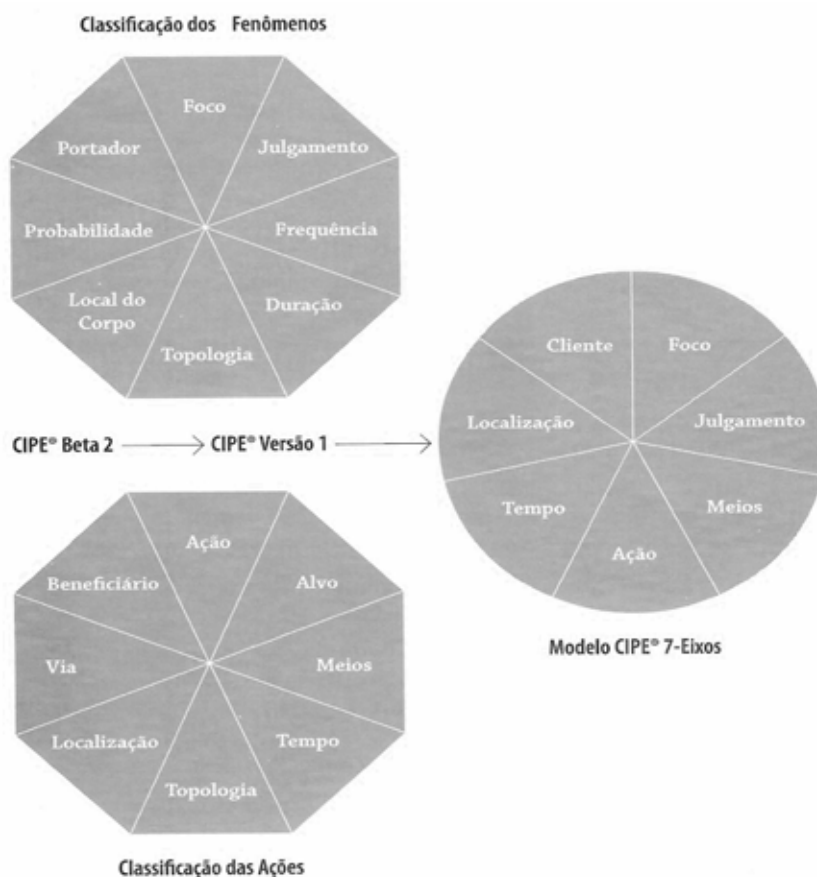 Classificação dos Fenômenos
Foco
Portador
Julgamento
Probabilidade
Frequência
Local do
Corpo
Duração
Topologia
CIPE® Beta 2
CIPE® Versão 1
Cliente
Foco
Localização
Julgamento
Tempo
Meios
Ação
Modelo CIPE® 7-Eixos
Ação
Beneficiário
Alvo
Via
Meios
Localização
Tempo
Topologia
Classificação das Ações